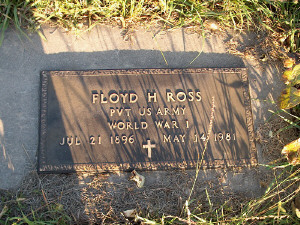 FLOYD H ROSS
PVT US ARMY
WORLD WAR I
JUL 21 1896 MAY 14 1981